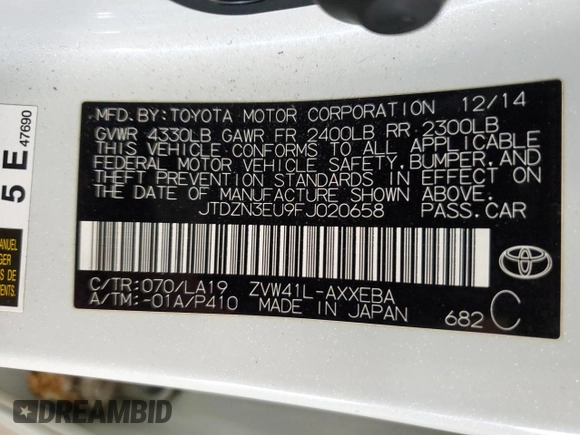 MFD.BY:TOYOTA MOTOR CORPORATION 12/14
GVWR 4330LB GAWR FR 2400LB RR 2300LB
THIS VEHICLE CONFORMS TO ALL APPLICABLE
FEDERAL MOTOR VEHICLE SAFETY,BUMPER,AND
THEFT PREVENTION STANDARDS IN EFFECT ON
THE DATE OF MANUFACTURE SHOWN ABOVE.
JTDZN3EU9FJ020658 PASS.CAR
C/TR:070/LA19 ZVW41L-AXXEBA
A/TM:-01A/P410 MADE IN JAPAN
682 C
5 E 47690
DREAMBID